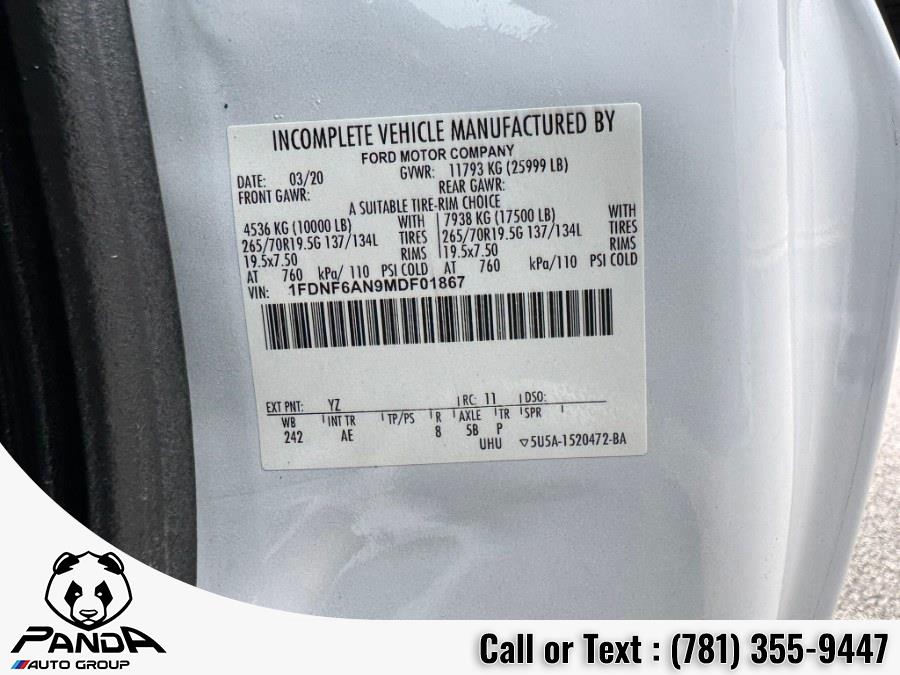 INCOMPLETE VEHICLE MANUFACTURED BY
FORD MOTOR COMPANY
DATE: 03/20 GVWR: 11793 KG (25999 LB)
FRONT GAWR: REAR GAWR:
A SUITABLE TIRE-RIM CHOICE
4536 KG (10000 LB) WITH 7938 KG (17500 LB) WITH
265/70R19.5G 137/134L TIRES 265/70R19.5G 137/134L TIRES
19.5x7.50 RIMS 19.5x7.50 RIMS
AT 760 kPa/ 110 PSI COLD AT 760 kPa/110 PSI COLD
VIN: 1FDNF6AN9MDF01867
EXT PNT: YZ RC: 11 DSO:
WB INT TR TP/PS R AXLE TR SPR
242 AE 8 5B P
UHU 5U5A-1520472-BA
PANDA
AUTO GROUP
Call or Text : (781) 355-9447